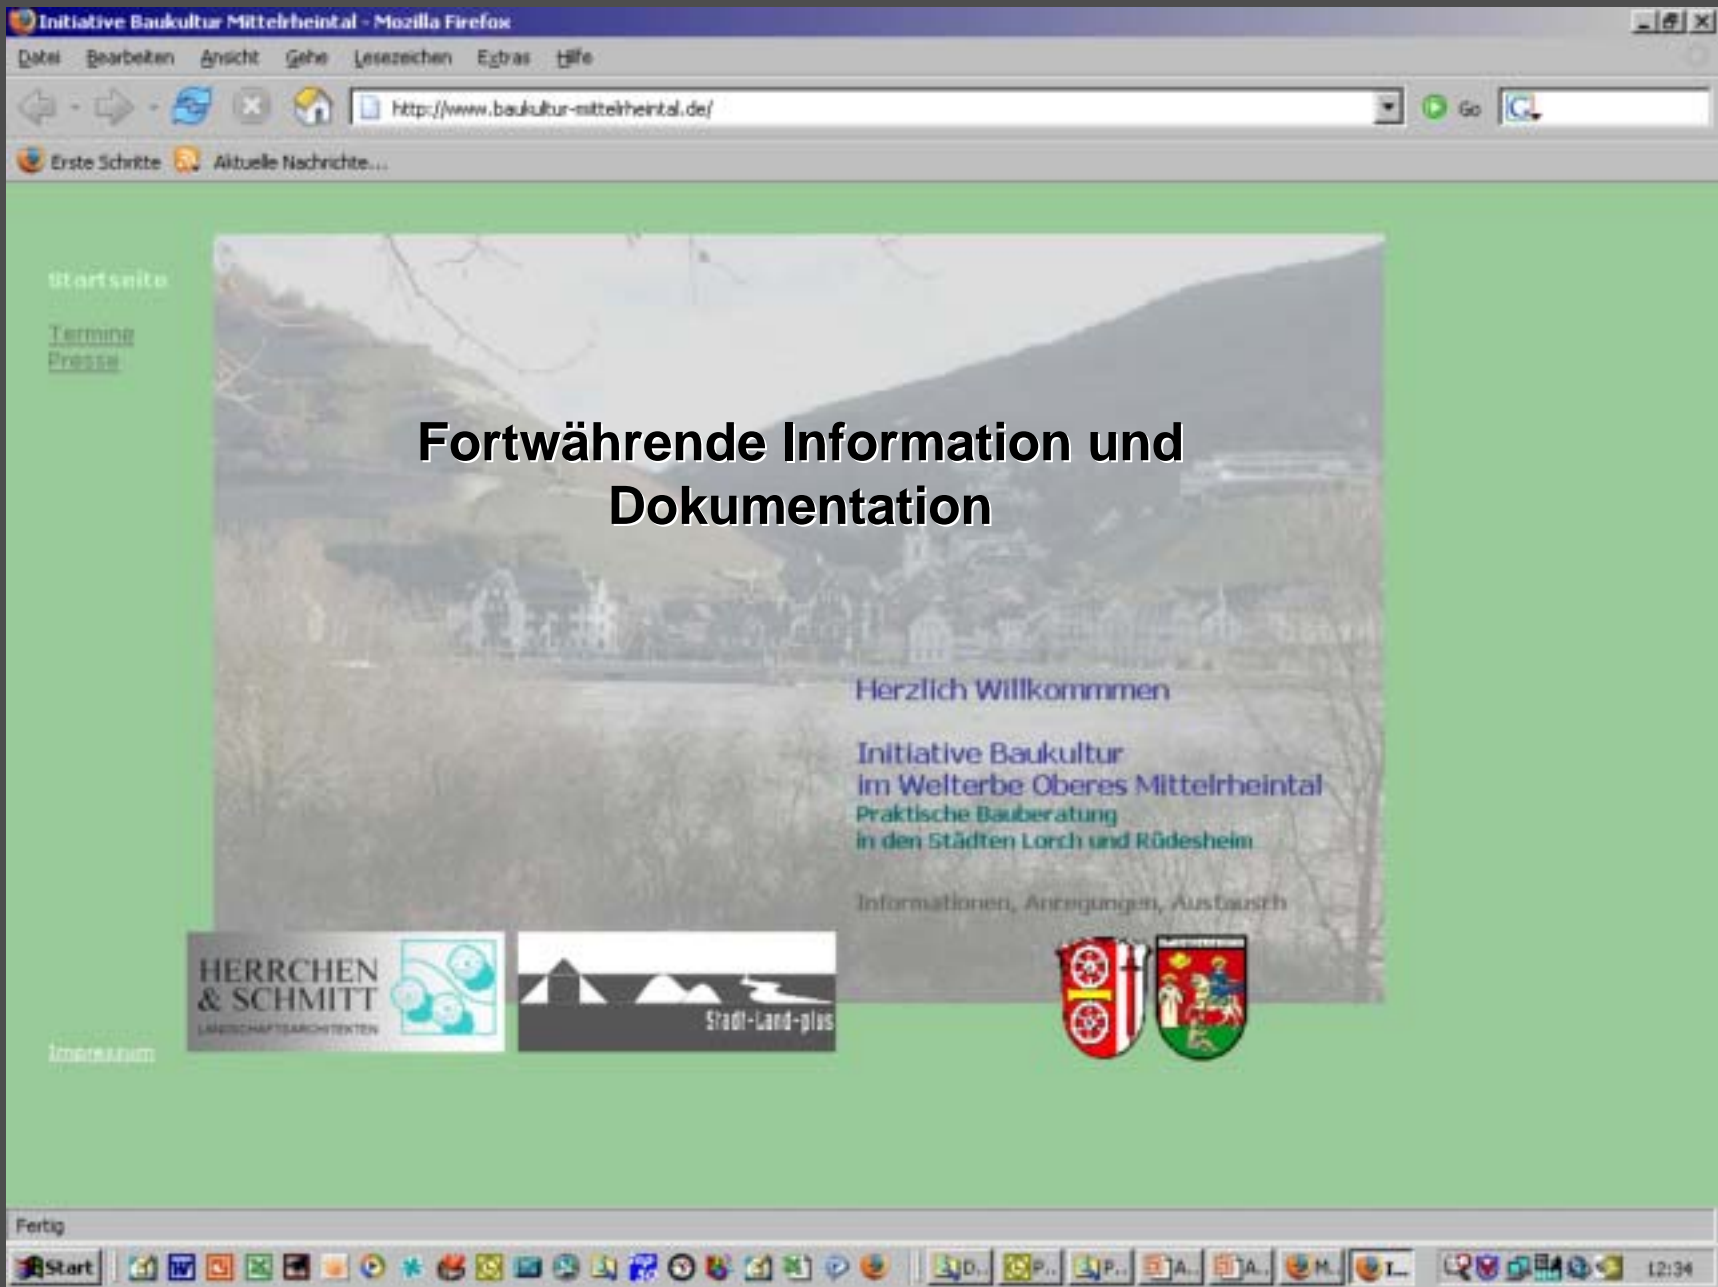 Initiative Baukultur Mittelrheintal - Mozilla Firefox
Datei Bearbeiten Ansicht Gehe Lesezeichen Extras Hilfe
http://www.baukultur-mittelrheintal.de/
Go
Erste Schritte Aktuelle Nachrichte...
Startseite
Termine
Presse
Fortwährende Information und
Dokumentation
Herzlich Willkommmen
Initiative Baukultur
im Welterbe Oberes Mittelrheintal
Praktische Bauberatung
in den Städten Lorch und Rüdesheim
Informationen, Anregungen, Austausch
HERRCHEN
& SCHMITT
LANDSCHAFTSARCHITEKTEN
Stadt-Land-plus
Impressum
Fertig
Start D.. P.. P.. A.. A.. M.. I... 12:34